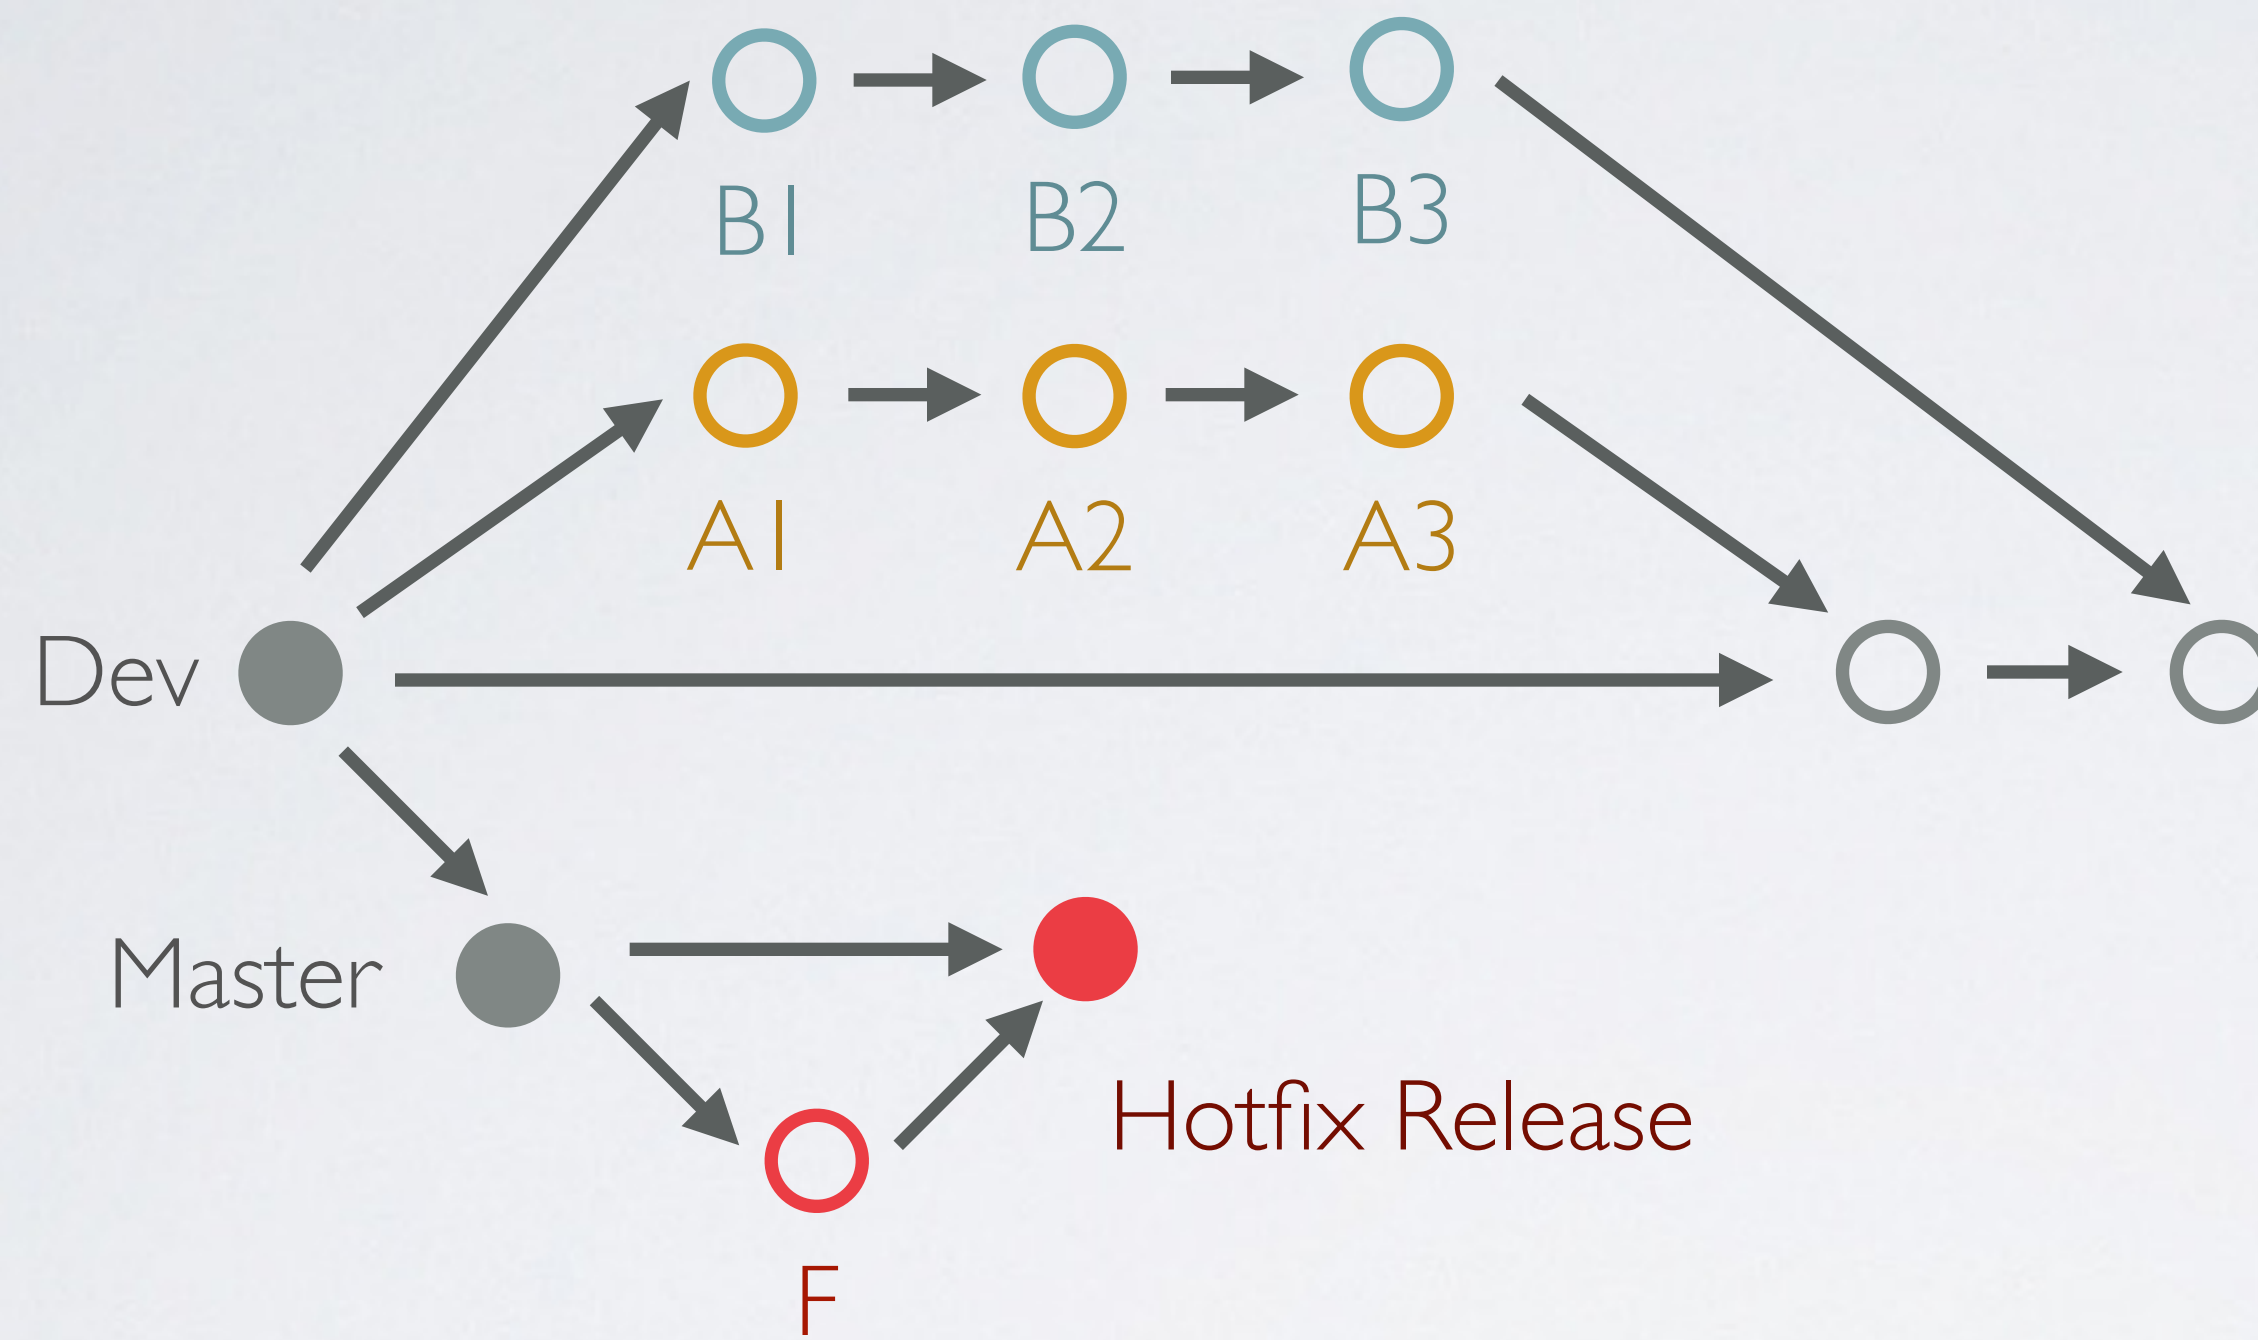 B1 B2 B3
A1 A2 A3
Dev
Master
Hotfix Release
F